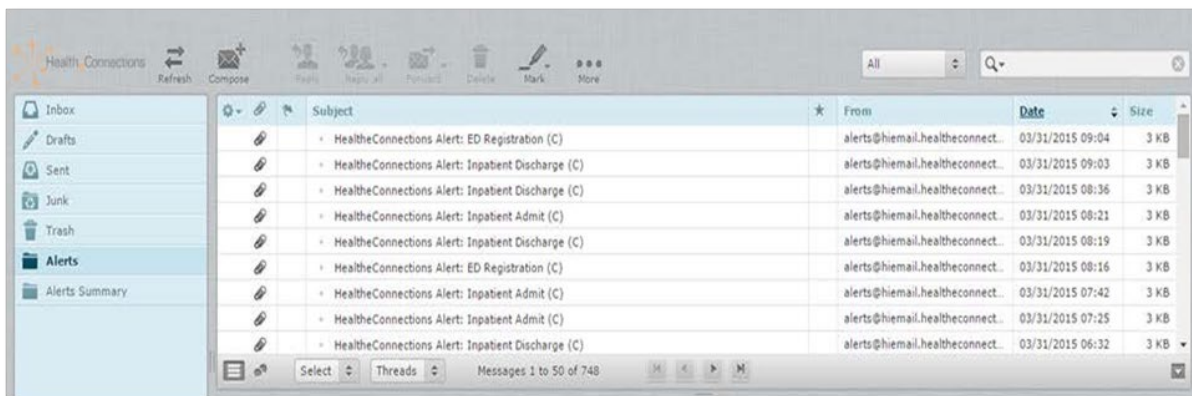 Health_Connections
Refresh Compose Reply Reply all Forward Delete Mark More All
Inbox
Drafts
Sent
Junk
Trash
Alerts
Alerts Summary
Subject From Date Size
HealtheConnections Alert: ED Registration (C) alerts@hiemail.healtheconnect... 03/31/2015 09:04 3 KB
HealtheConnections Alert: Inpatient Discharge (C) alerts@hiemail.healtheconnect... 03/31/2015 09:03 3 KB
HealtheConnections Alert: Inpatient Discharge (C) alerts@hiemail.healtheconnect... 03/31/2015 08:36 3 KB
HealtheConnections Alert: Inpatient Admit (C) alerts@hiemail.healtheconnect... 03/31/2015 08:21 3 KB
HealtheConnections Alert: Inpatient Discharge (C) alerts@hiemail.healtheconnect... 03/31/2015 08:19 3 KB
HealtheConnections Alert: ED Registration (C) alerts@hiemail.healtheconnect... 03/31/2015 08:16 3 KB
HealtheConnections Alert: Inpatient Admit (C) alerts@hiemail.healtheconnect... 03/31/2015 07:42 3 KB
HealtheConnections Alert: Inpatient Admit (C) alerts@hiemail.healtheconnect... 03/31/2015 07:25 3 KB
HealtheConnections Alert: Inpatient Discharge (C) alerts@hiemail.healtheconnect... 03/31/2015 06:32 3 KB
Select Threads Messages 1 to 50 of 748